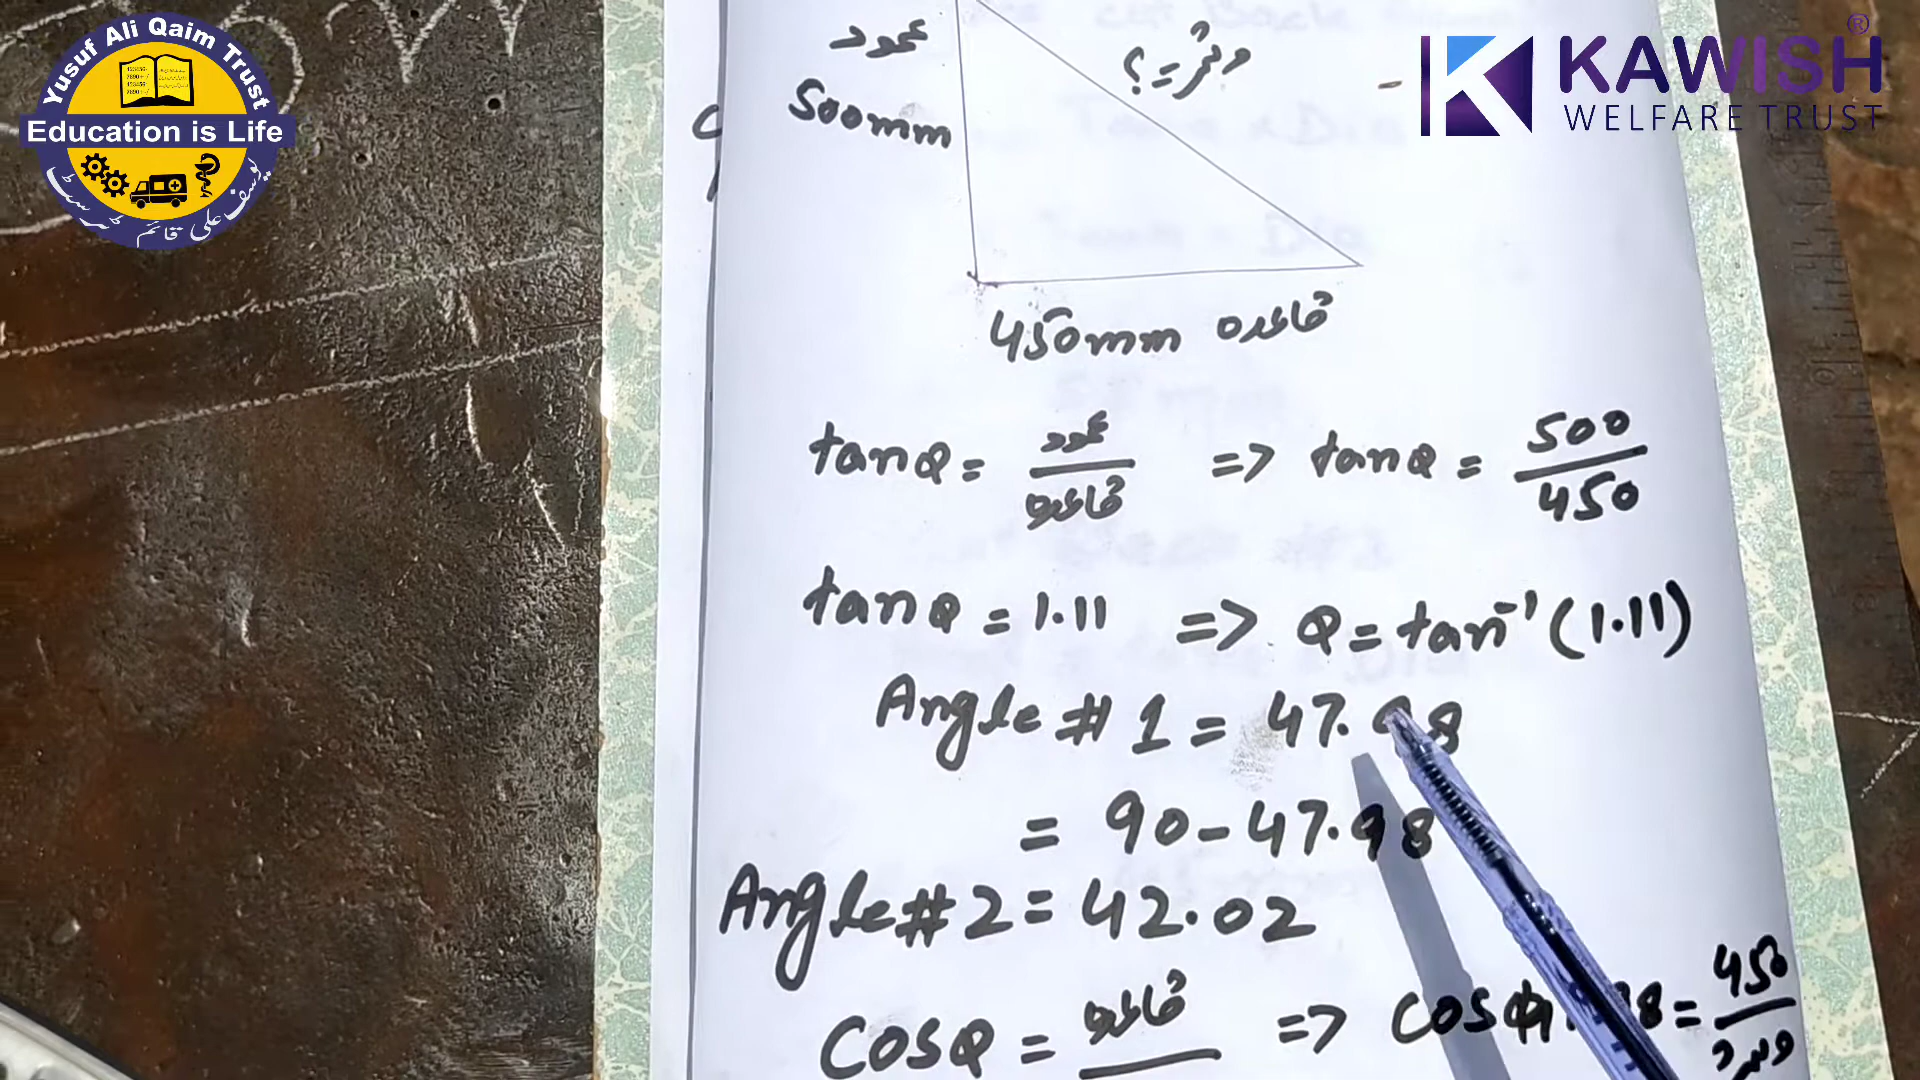 Yusuf Ali Qaim Trust
Education is Life
یوسف علی قائم ٹرسٹ
KAWISH®
WELFARE TRUST
عمود
500mm
وتر = ؟
450mm قاعدہ
tanθ = عمود / قاعدہ => tanθ = 500 / 450
tanθ = 1.11 => θ = tan⁻¹ (1.11)
Angle # 1 = 47.98
= 90 - 47.98
Angle # 2 = 42.02
Cosθ = قاعدہ => Cos 98 = 450 / وتر